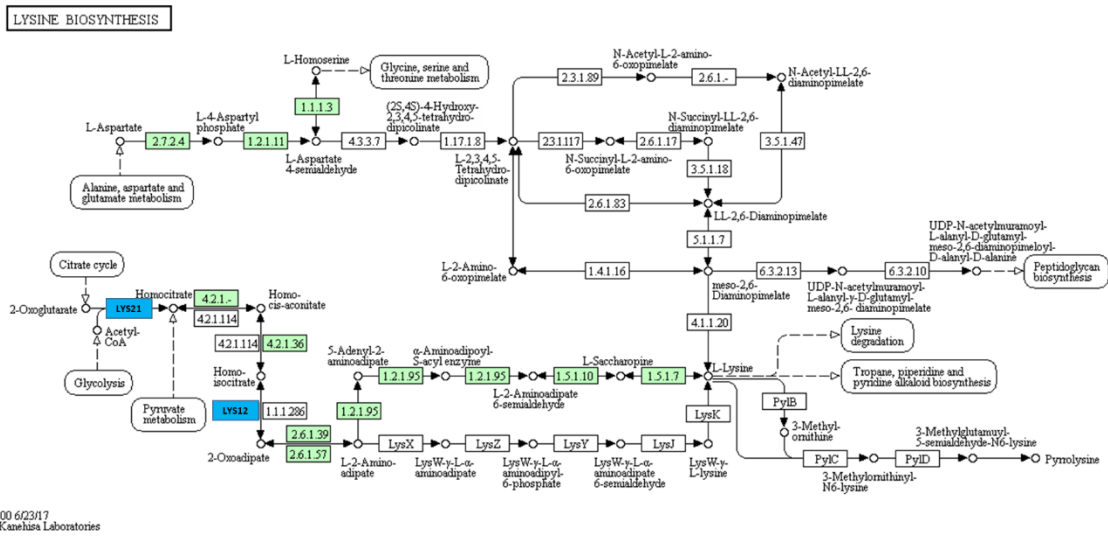 LYSINE BIOSYNTHESIS
L-Homoserine
Glycine, serine and
threonine metabolism
N-Acetyl-L-2-amino-
6-oxopimelate
2.3.1.89
2.6.1.-
N-Acetyl-LL-2,6-
diaminopimelate
1.1.1.3
L-4-Aspartyl
phosphate
(2S,4S)-4-Hydroxy-
2,3,4,5-tetrahydro-
dipicolinate
N-Succinyl-LL-2,6-
diaminopimelate
L-Aspartate
2.7.2.4
1.2.1.11
4.3.3.7
1.17.1.8
2.3.1.117
2.6.1.17
3.5.1.47
L-Aspartate
4-semialdehyde
L-2,3,4,5-
Tetrahydro-
dipicolinate
N-Succinyl-L-2-amino-
6-oxopimelate
3.5.1.18
Alanine, aspartate and
glutamate metabolism
2.6.1.83
LL-2,6-Diaminopimelate
5.1.1.7
UDP-N-acetylmuramoyl-
L-alanyl-D-glutamyl-
meso-2,6-diaminopimeloyl-
D-alanyl-D-alanine
Citrate cycle
L-2-Amino-
6-oxopimelate
1.4.1.16
6.3.2.13
6.3.2.10
Peptidoglycan
biosynthesis
meso-2,6-
Diaminopimelate
UDP-N-acetylmuramoyl-
L-alanyl-γ-D-glutamyl-
meso-2,6- diaminopimelate
2-Oxoglutarate
LYS21
Homocitrate
4.2.1.-
4.2.1.114
Homo-
cis-aconitate
Acetyl-
CoA
4.1.1.20
Lysine
degradation
4.2.1.114
4.2.1.36
Glycolysis
Homo-
isocitrate
5-Adenyl-2-
aminoadipate
α-Aminoadipoyl-
S-acyl enzyme
L-Saccharopine
L-Lysine
1.2.1.95
1.2.1.95
1.5.1.10
1.5.1.7
Tropane, piperidine and
pyridine alkaloid biosynthesis
L-2-Aminoadipate
6-semialdehyde
Pyruvate
metabolism
LYS12
1.1.1.286
1.2.1.95
LysK
PylB
3-Methyl-
ornithine
2.6.1.39
2.6.1.57
LysX
LysZ
LysY
LysJ
3-Methylglutamuyl-
5-semialdehyde-N6-lysine
2-Oxoadipate
L-2-Amino-
adipate
LysW-γ-L-α-
aminoadipate
LysW-γ-L-α-
aminoadipyl-
6-phosphate
LysW-γ-L-α-
aminoadipate
6-semialdehyde
LysW-γ-
L-lysine
PylC
PylD
Pyrrolysine
3-Methylornithinyl-
N6-lysine
00 6/23/17
Kanehisa Laboratories